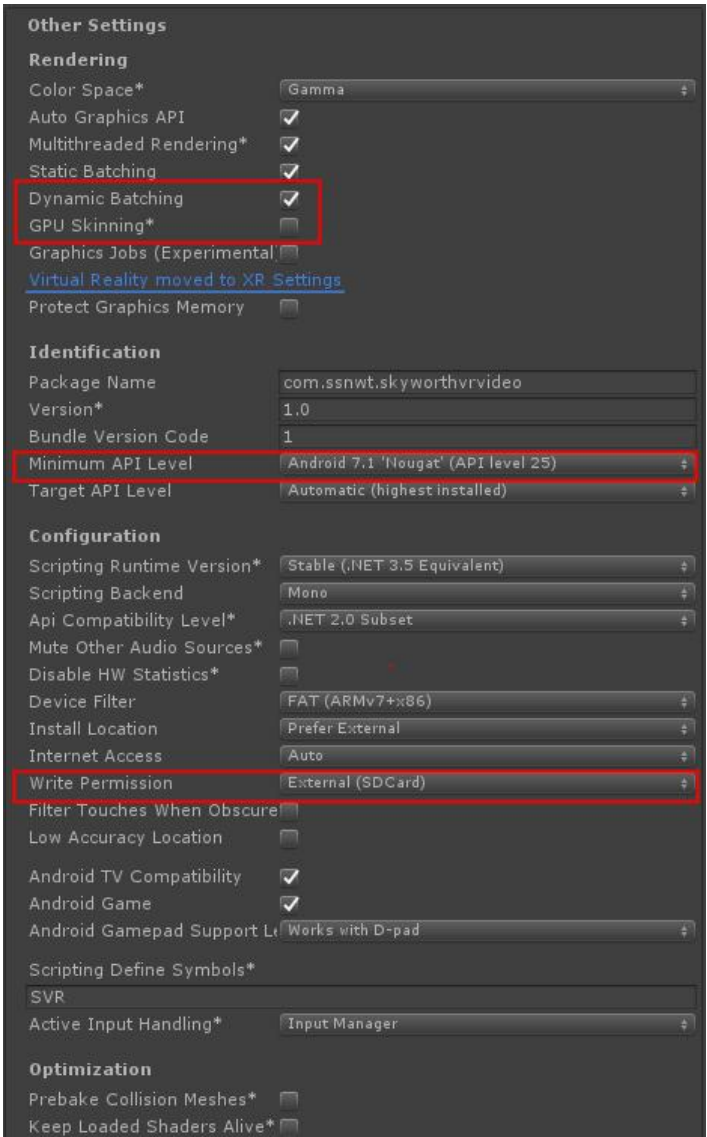 Other Settings
Rendering
Color Space* Gamma
Auto Graphics API
Multithreaded Rendering*
Static Batching
Dynamic Batching
GPU Skinning*
Graphics Jobs (Experimental)
Virtual Reality moved to XR Settings
Protect Graphics Memory
Identification
Package Name com.ssnwt.skyworthvrvideo
Version* 1.0
Bundle Version Code 1
Minimum API Level Android 7.1 'Nougat' (API level 25)
Target API Level Automatic (highest installed)
Configuration
Scripting Runtime Version* Stable (.NET 3.5 Equivalent)
Scripting Backend Mono
Api Compatibility Level* .NET 2.0 Subset
Mute Other Audio Sources*
Disable HW Statistics*
Device Filter FAT (ARMv7+x86)
Install Location Prefer External
Internet Access Auto
Write Permission External (SDCard)
Filter Touches When Obscure
Low Accuracy Location
Android TV Compatibility
Android Game
Android Gamepad Support Le Works with D-pad
Scripting Define Symbols*
SVR
Active Input Handling* Input Manager
Optimization
Prebake Collision Meshes*
Keep Loaded Shaders Alive*